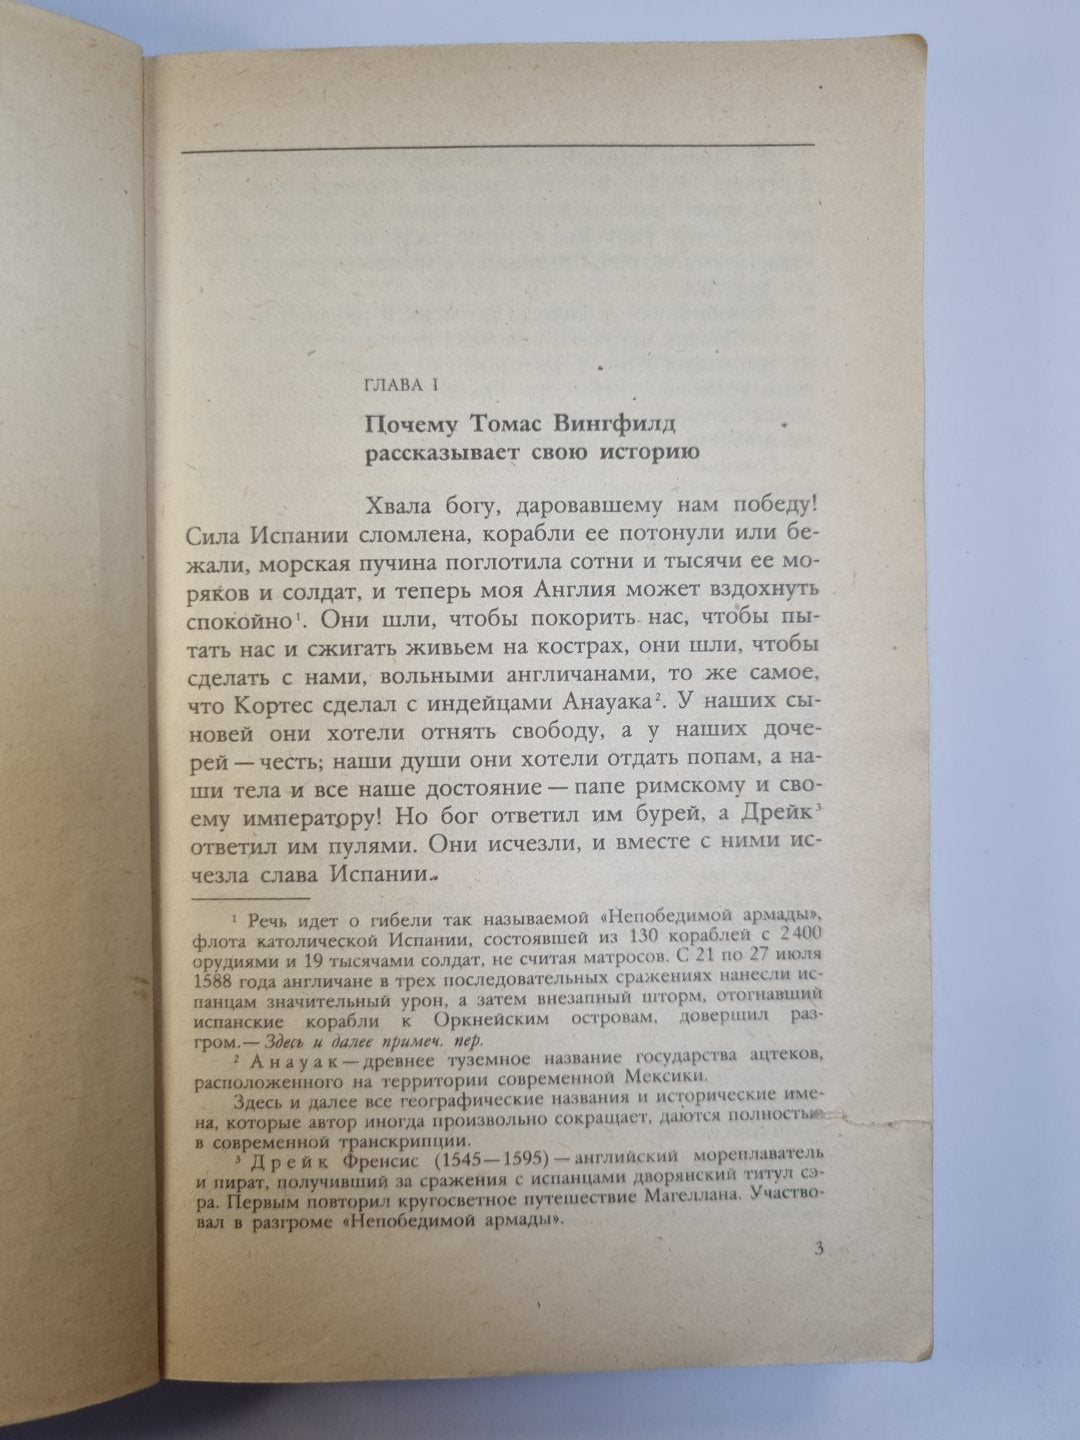 ГЛАВА I
Почему Томас Вингфилд
рассказывает свою историю
Хвала богу, даровавшему нам победу!
Сила Испании сломлена, корабли ее потонули или бе-
жали, морская пучина поглотила сотни и тысячи ее мо-
ряков и солдат, и теперь моя Англия может вздохнуть
спокойно¹. Они шли, чтобы покорить нас, чтобы пы-
тать нас и сжигать живьем на кострах, они шли, чтобы
сделать с нами, вольными англичанами, то же самое,
что Кортес сделал с индейцами Анауака². У наших сы-
новей они хотели отнять свободу, а у наших доче-
рей — честь; наши души они хотели отдать попам, а на-
ши тела и все наше достояние — папе римскому и сво-
ему императору! Но бог ответил им бурей, а Дрейк³
ответил им пулями. Они исчезли, и вместе с ними ис-
чезла слава Испании.
¹ Речь идет о гибели так называемой «Непобедимой армады»,
флота католической Испании, состоявшей из 130 кораблей с 2400
орудиями и 19 тысячами солдат, не считая матросов. С 21 по 27 июля
1588 года англичане в трех последовательных сражениях нанесли ис-
панцам значительный урон, а затем внезапный шторм, отогнавший
испанские корабли к Оркнейским островам, довершил раз-
гром.— Здесь и далее примеч. пер.
² Анауак — древнее туземное название государства ацтеков,
расположенного на территории современной Мексики.
Здесь и далее все географические названия и исторические име-
на, которые автор иногда произвольно сокращает, даются полностью
в современной транскрипции.
³ Дрейк Френсис (1545—1595) — английский мореплаватель
и пират, получивший за сражения с испанцами дворянский титул сэ-
ра. Первым повторил кругосветное путешествие Магеллана. Участво-
вал в разгроме «Непобедимой армады».
3